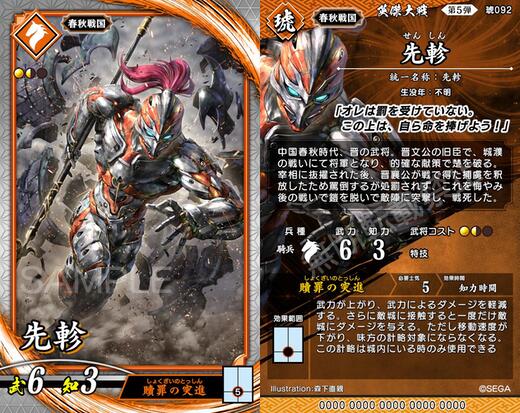 春秋戦国
SAMPLE
先軫
武6 知3
しょくざいのとっしん
贖罪の突進
5
琥
春秋戦国
英傑大戦
第5弾
琥092
せん しん
先軫
統一名称:先軫
生没年:不明
「オレは罰を受けていない。
この上は、自ら命を捧げよう!」
中国春秋時代、晋の武将。晋文公の臣で、城濮
の戦いにて将軍となり、的確な献策で楚を破る。
宰相に抜擢された後、晋襄公が戦で得た捕虜を釈
放したため罵倒するが処罰されず、これを悔やみ
後の戦いで鎧を脱いで敵陣に突撃し、戦死した。
兵種 武力 知力 武将コスト
騎兵 6 3 特技
しょくざいのとっしん 必要士気 効果時間
贖罪の突進 5 知力時間
効果範囲
武力が上がり、武力によるダメージを軽減
する。さらに敵城に接触すると一度だけ敵
城にダメージを与える。ただし移動速度が
下がり、味方の計略対象にならなくなる。
この計略は城内にいる時のみ使用できる
Illustration:森下直親
©SEGA
0000 0000 0000 0000 0000